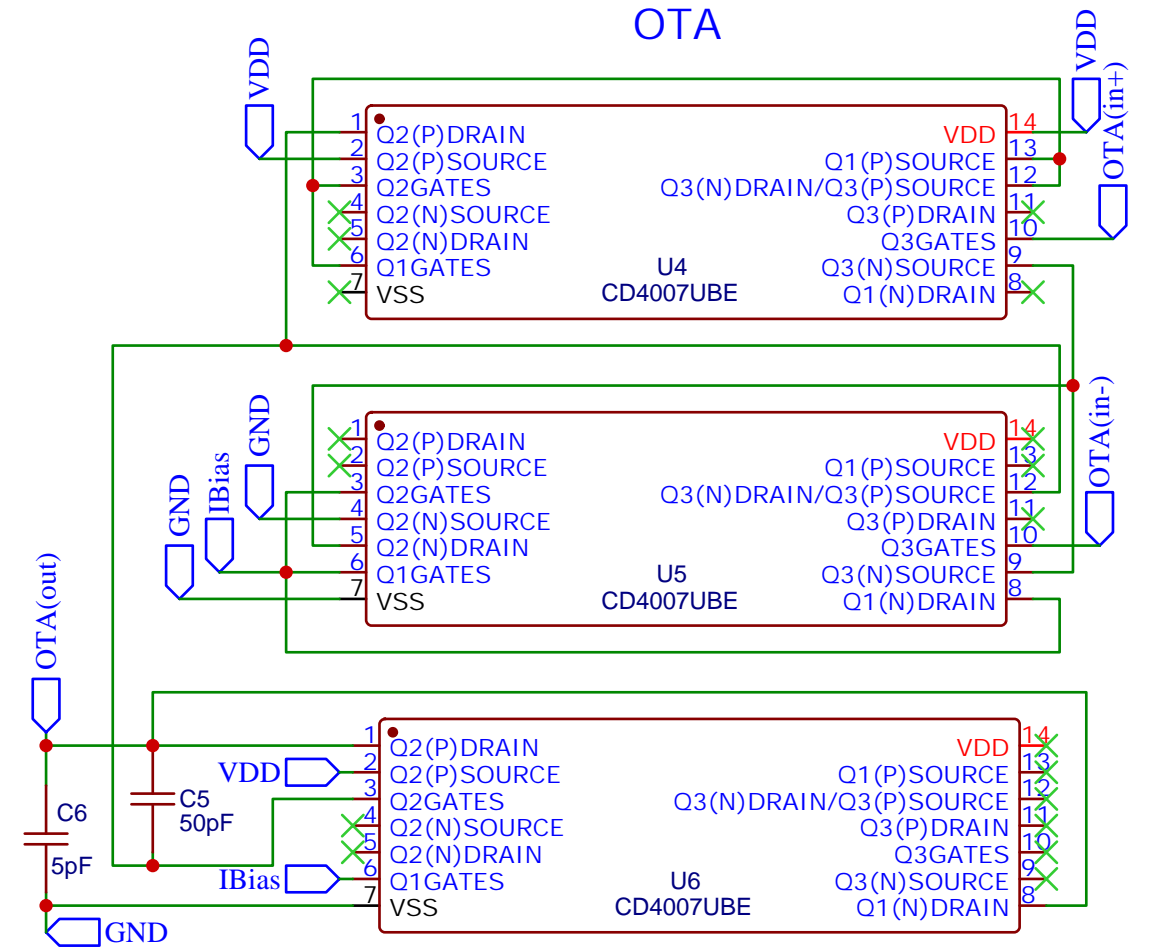 OTA
VDD
VDD
OTA(in+)
1 Q2(P)DRAIN
2 Q2(P)SOURCE
3 Q2GATES
4 Q2(N)SOURCE
5 Q2(N)DRAIN
6 Q1GATES
7 VSS
VDD 14
Q1(P)SOURCE 13
Q3(N)DRAIN/Q3(P)SOURCE 12
Q3(P)DRAIN 11
Q3GATES 10
Q3(N)SOURCE 9
Q1(N)DRAIN 8
U4
CD4007UBE
GND
IBias
GND
OTA(in-)
1 Q2(P)DRAIN
2 Q2(P)SOURCE
3 Q2GATES
4 Q2(N)SOURCE
5 Q2(N)DRAIN
6 Q1GATES
7 VSS
VDD 14
Q1(P)SOURCE 13
Q3(N)DRAIN/Q3(P)SOURCE 12
Q3(P)DRAIN 11
Q3GATES 10
Q3(N)SOURCE 9
Q1(N)DRAIN 8
U5
CD4007UBE
OTA(out)
C6
5pF
C5
50pF
VDD
IBias
GND
1 Q2(P)DRAIN
2 Q2(P)SOURCE
3 Q2GATES
4 Q2(N)SOURCE
5 Q2(N)DRAIN
6 Q1GATES
7 VSS
VDD 14
Q1(P)SOURCE 13
Q3(N)DRAIN/Q3(P)SOURCE 12
Q3(P)DRAIN 11
Q3GATES 10
Q3(N)SOURCE 9
Q1(N)DRAIN 8
U6
CD4007UBE